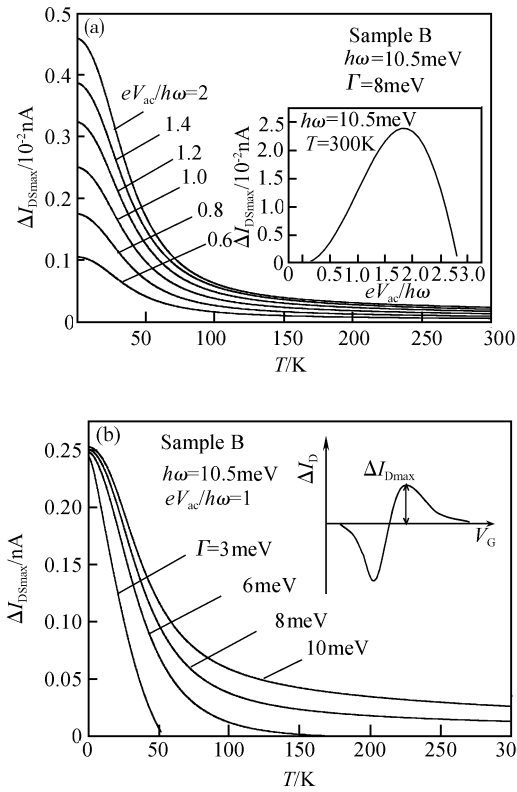 (a)
Sample B
hω=10.5meV
Γ=8meV
eVac/hω=2
1.4
1.2
1.0
0.8
0.6
ΔIDSmax/10⁻²nA
0.5
0.4
0.3
0.2
0.1
0
50
100
150
200
250
300
T/K
hω=10.5meV
T=300K
ΔIDSmax/10⁻²nA
2.5
2.0
1.5
1.0
0.5
0
0 0.5 1.0 1.5 2.0 2.5 3.0
eVac/hω
(b)
Sample B
hω=10.5meV
eVac/hω=1
Γ=3meV
6meV
8meV
10meV
ΔIDSmax/nA
0.25
0.20
0.15
0.10
0.05
0
0 50 100 150 200 250 300
T/K
ΔID
ΔIDmax
VG